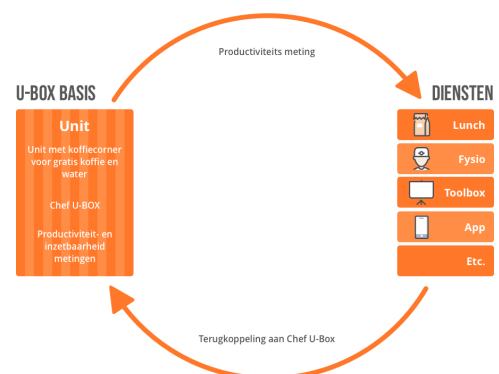 Productiviteits meting
U-BOX BASIS
Unit
Unit met koffiecorner
voor gratis koffie en
water
Chef U-BOX
Productiviteit- en
inzetbaarheid
metingen
DIENSTEN
Lunch
Fysio
Toolbox
App
Etc.
Terugkoppeling aan Chef U-Box